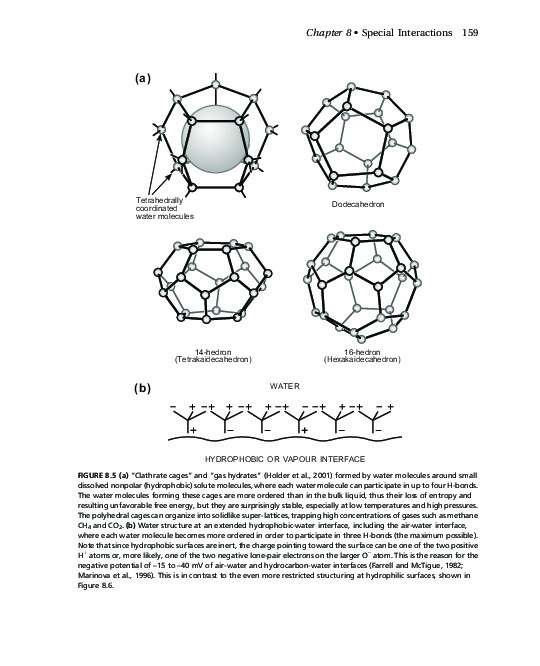 Chapter 8 • Special Interactions 159
(a)
Tetrahedrally
coordinated
water molecules
Dodecahedron
14-hedron
(Tetrakaidecahedron)
16-hedron
(Hexakaidecahedron)
(b)
WATER
− + −+ + −+ + −+ − −+ + −+ + − +
+ − − + − −
HYDROPHOBIC OR VAPOUR INTERFACE
FIGURE 8.5 (a) “Clathrate cages” and “gas hydrates” (Holder et al., 2001) formed by water molecules around small
dissolved nonpolar (hydrophobic) solute molecules, where each water molecule can participate in up to four H-bonds.
The water molecules forming these cages are more ordered than in the bulk liquid, thus their loss of entropy and
resulting unfavorable free energy, but they are surprisingly stable, especially at low temperatures and high pressures.
The polyhedral cages can organize into solidlike super-lattices, trapping high concentrations of gases such as methane
CH₄ and CO₂. (b) Water structure at an extended hydrophobic-water interface, including the air-water interface,
where each water molecule becomes more ordered in order to participate in three H-bonds (the maximum possible).
Note that since hydrophobic surfaces are inert, the charge pointing toward the surface can be one of the two positive
H⁺ atoms or, more likely, one of the two negative lone-pair electrons on the larger O⁻ atom. This is the reason for the
negative potential of −15 to −40 mV of air-water and hydrocarbon-water interfaces (Farrell and McTigue, 1982;
Marinova et al., 1996). This is in contrast to the even more restricted structuring at hydrophilic surfaces, shown in
Figure 8.6.